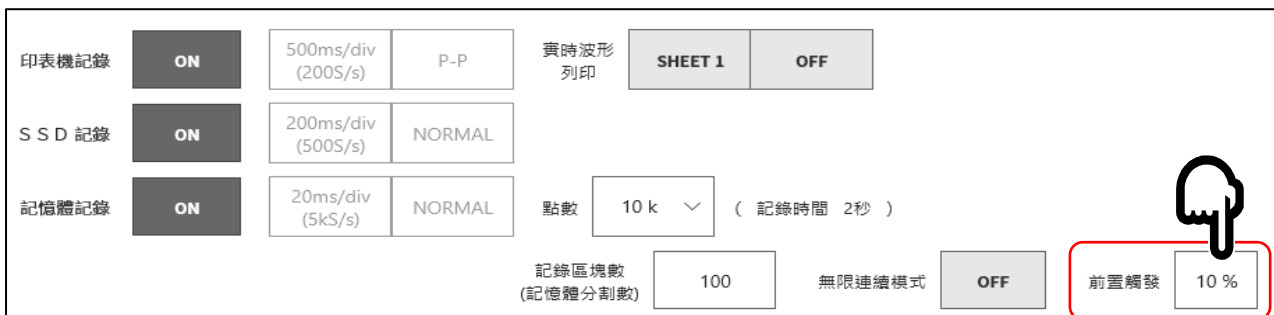 印表機記錄 ON 500ms/div (200S/s) P-P 實時波形列印 SHEET 1 OFF
ＳＳＤ 記錄 ON 200ms/div (500S/s) NORMAL
記憶體記錄 ON 20ms/div (5kS/s) NORMAL 點數 10 k （ 記錄時間 2秒 ）
記錄區塊數 (記憶體分割數) 100 無限連續模式 OFF 前置觸發 10 %